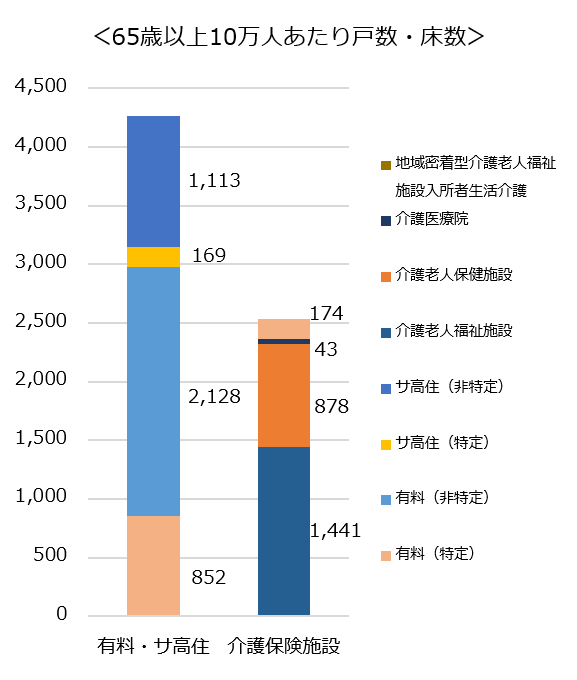 ＜65歳以上10万人あたり戸数・床数＞
4,500
4,000
3,500
3,000
2,500
2,000
1,500
1,000
500
0
1,113
169
2,128
852
174
43
878
1,441
有料・サ高住
介護保険施設
地域密着型介護老人福祉
施設入所者生活介護
介護医療院
介護老人保健施設
介護老人福祉施設
サ高住（非特定）
サ高住（特定）
有料（非特定）
有料（特定）